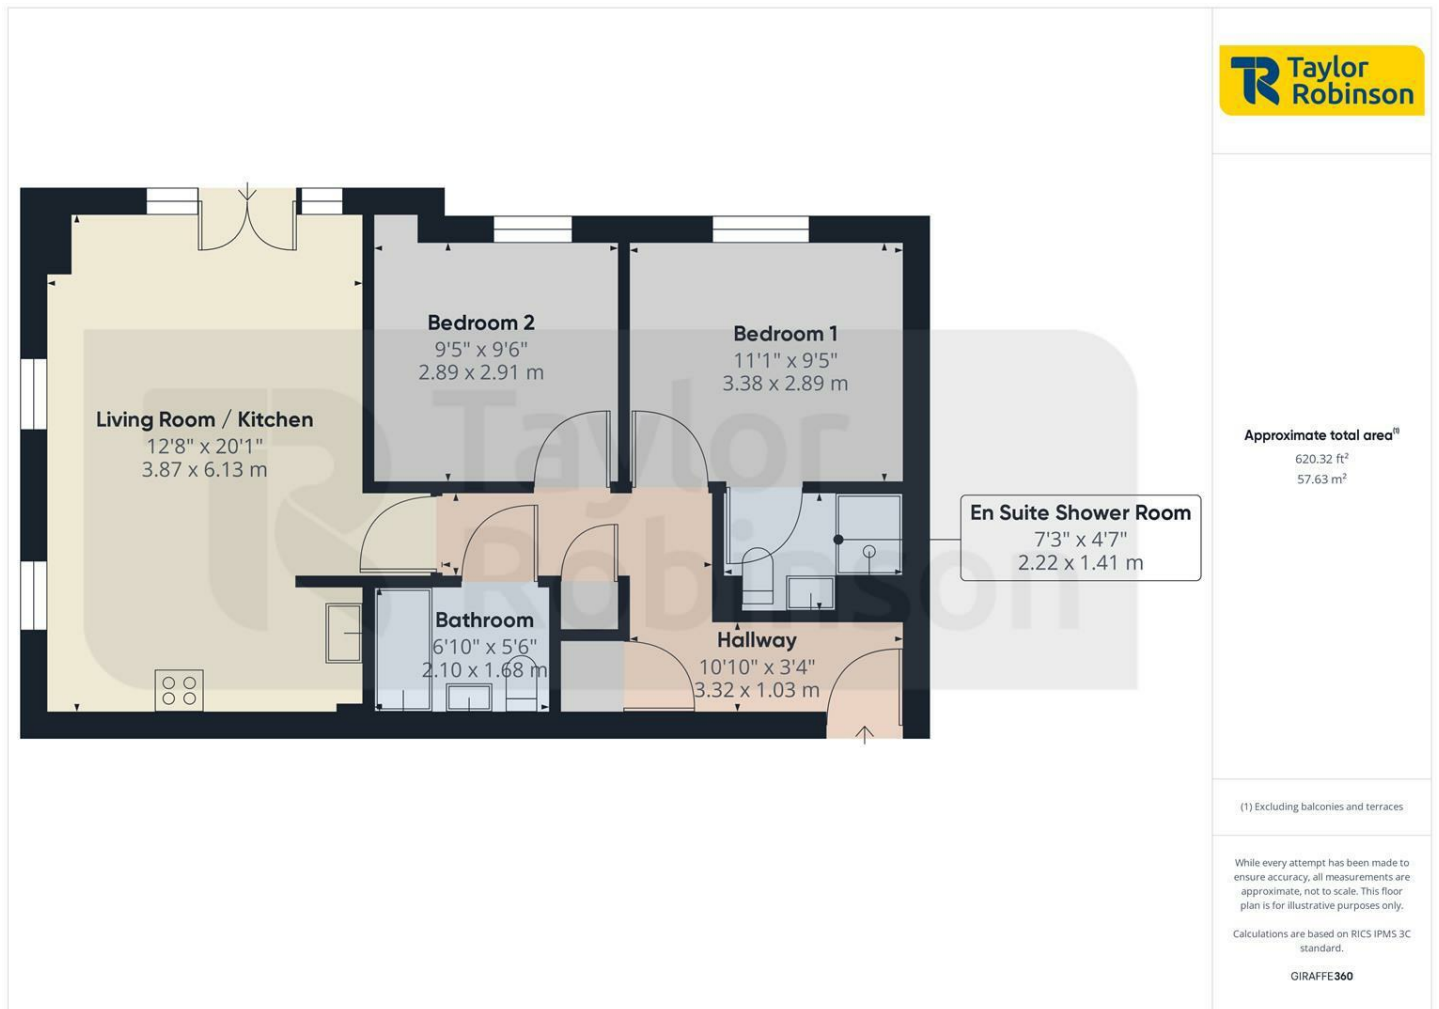 Taylor
Robinson
Bedroom 2
9'5" x 9'6"
2.89 x 2.91 m
Bedroom 1
11'1" x 9'5"
3.38 x 2.89 m
Living Room / Kitchen
12'8" x 20'1"
3.87 x 6.13 m
En Suite Shower Room
7'3" x 4'7"
2.22 x 1.41 m
Bathroom
6'10" x 5'6"
2.10 x 1.68 m
Hallway
10'10" x 3'4"
3.32 x 1.03 m
Taylor
Robinson
Approximate total area⁽¹⁾
620.32 ft²
57.63 m²
(1) Excluding balconies and terraces
While every attempt has been made to
ensure accuracy, all measurements are
approximate, not to scale. This floor
plan is for illustrative purposes only.
Calculations are based on RICS IPMS 3C
standard.
GIRAFFE360